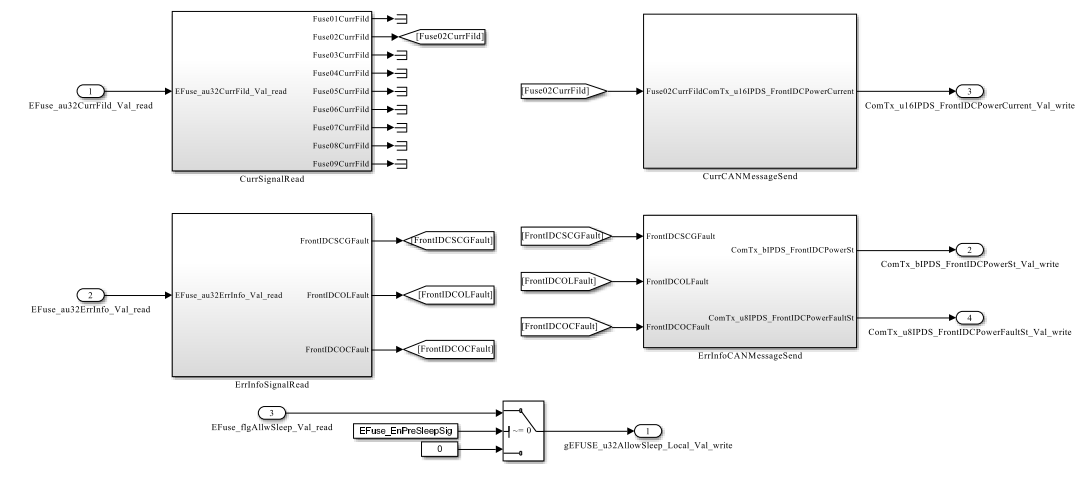 Fuse01CurrFild
Fuse02CurrFild
[Fuse02CurrFild]
Fuse03CurrFild
Fuse04CurrFild
1
EFuse_au32CurrFild_Val_read
EFuse_au32CurrFild_Val_read
Fuse05CurrFild
Fuse06CurrFild
Fuse07CurrFild
Fuse08CurrFild
Fuse09CurrFild
CurrSignalRead
[Fuse02CurrFild]
Fuse02CurrFild
ComTx_u16IPDS_FrontIDCPowerCurrent
3
ComTx_u16IPDS_FrontIDCPowerCurrent_Val_write
CurrCANMessageSend
FrontIDCSCGFault
[FrontIDCSCGFault]
2
EFuse_au32ErrInfo_Val_read
EFuse_au32ErrInfo_Val_read
FrontIDCOLFault
[FrontIDCOLFault]
FrontIDCOCFault
[FrontIDCOCFault]
ErrInfoSignalRead
[FrontIDCSCGFault]
FrontIDCSCGFault
ComTx_bIPDS_FrontIDCPowerSt
2
ComTx_bIPDS_FrontIDCPowerSt_Val_write
[FrontIDCOLFault]
FrontIDCOLFault
ComTx_u8IPDS_FrontIDCPowerFaultSt
4
ComTx_u8IPDS_FrontIDCPowerFaultSt_Val_write
[FrontIDCOCFault]
FrontIDCOCFault
ErrInfoCANMessageSend
3
EFuse_flgAllwSleep_Val_read
EFuse_EnPreSleepSig
0
~= 0
1
gEFUSE_u32AllowSleep_Local_Val_write